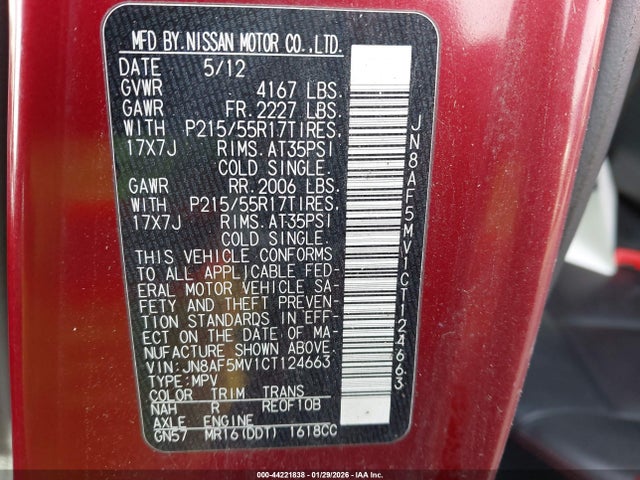 MFD BY.NISSAN MOTOR CO.,LTD.
DATE 5/12
GVWR 4167 LBS.
GAWR FR.2227 LBS.
WITH P215/55R17TIRES,
17X7J RIMS.AT35PSI
COLD SINGLE.
GAWR RR.2006 LBS.
WITH P215/55R17TIRES,
17X7J RIMS.AT35PSI
COLD SINGLE.
THIS VEHICLE CONFORMS
TO ALL APPLICABLE FED-
ERAL MOTOR VEHICLE SA-
FETY AND THEFT PREVEN-
TION STANDARDS IN EFF-
ECT ON THE DATE OF MA-
NUFACTURE SHOWN ABOVE.
VIN:JN8AF5MV1CT124663
TYPE:MPV
COLOR TRIM TRANS
NAH R RE0F10B
AXLE ENGINE
GN57 MR16(DDT) 1618CC
JN8AF5MV1CT124663
000-44221838 01/29/2026 - IAA INC.